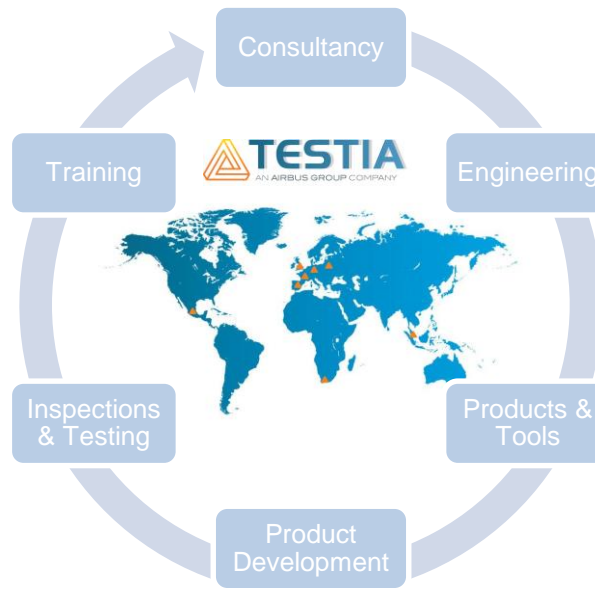 Consultancy
Training
TESTIA
AN AIRBUS GROUP COMPANY
Engineering
Inspections
& Testing
Products &
Tools
Product
Development